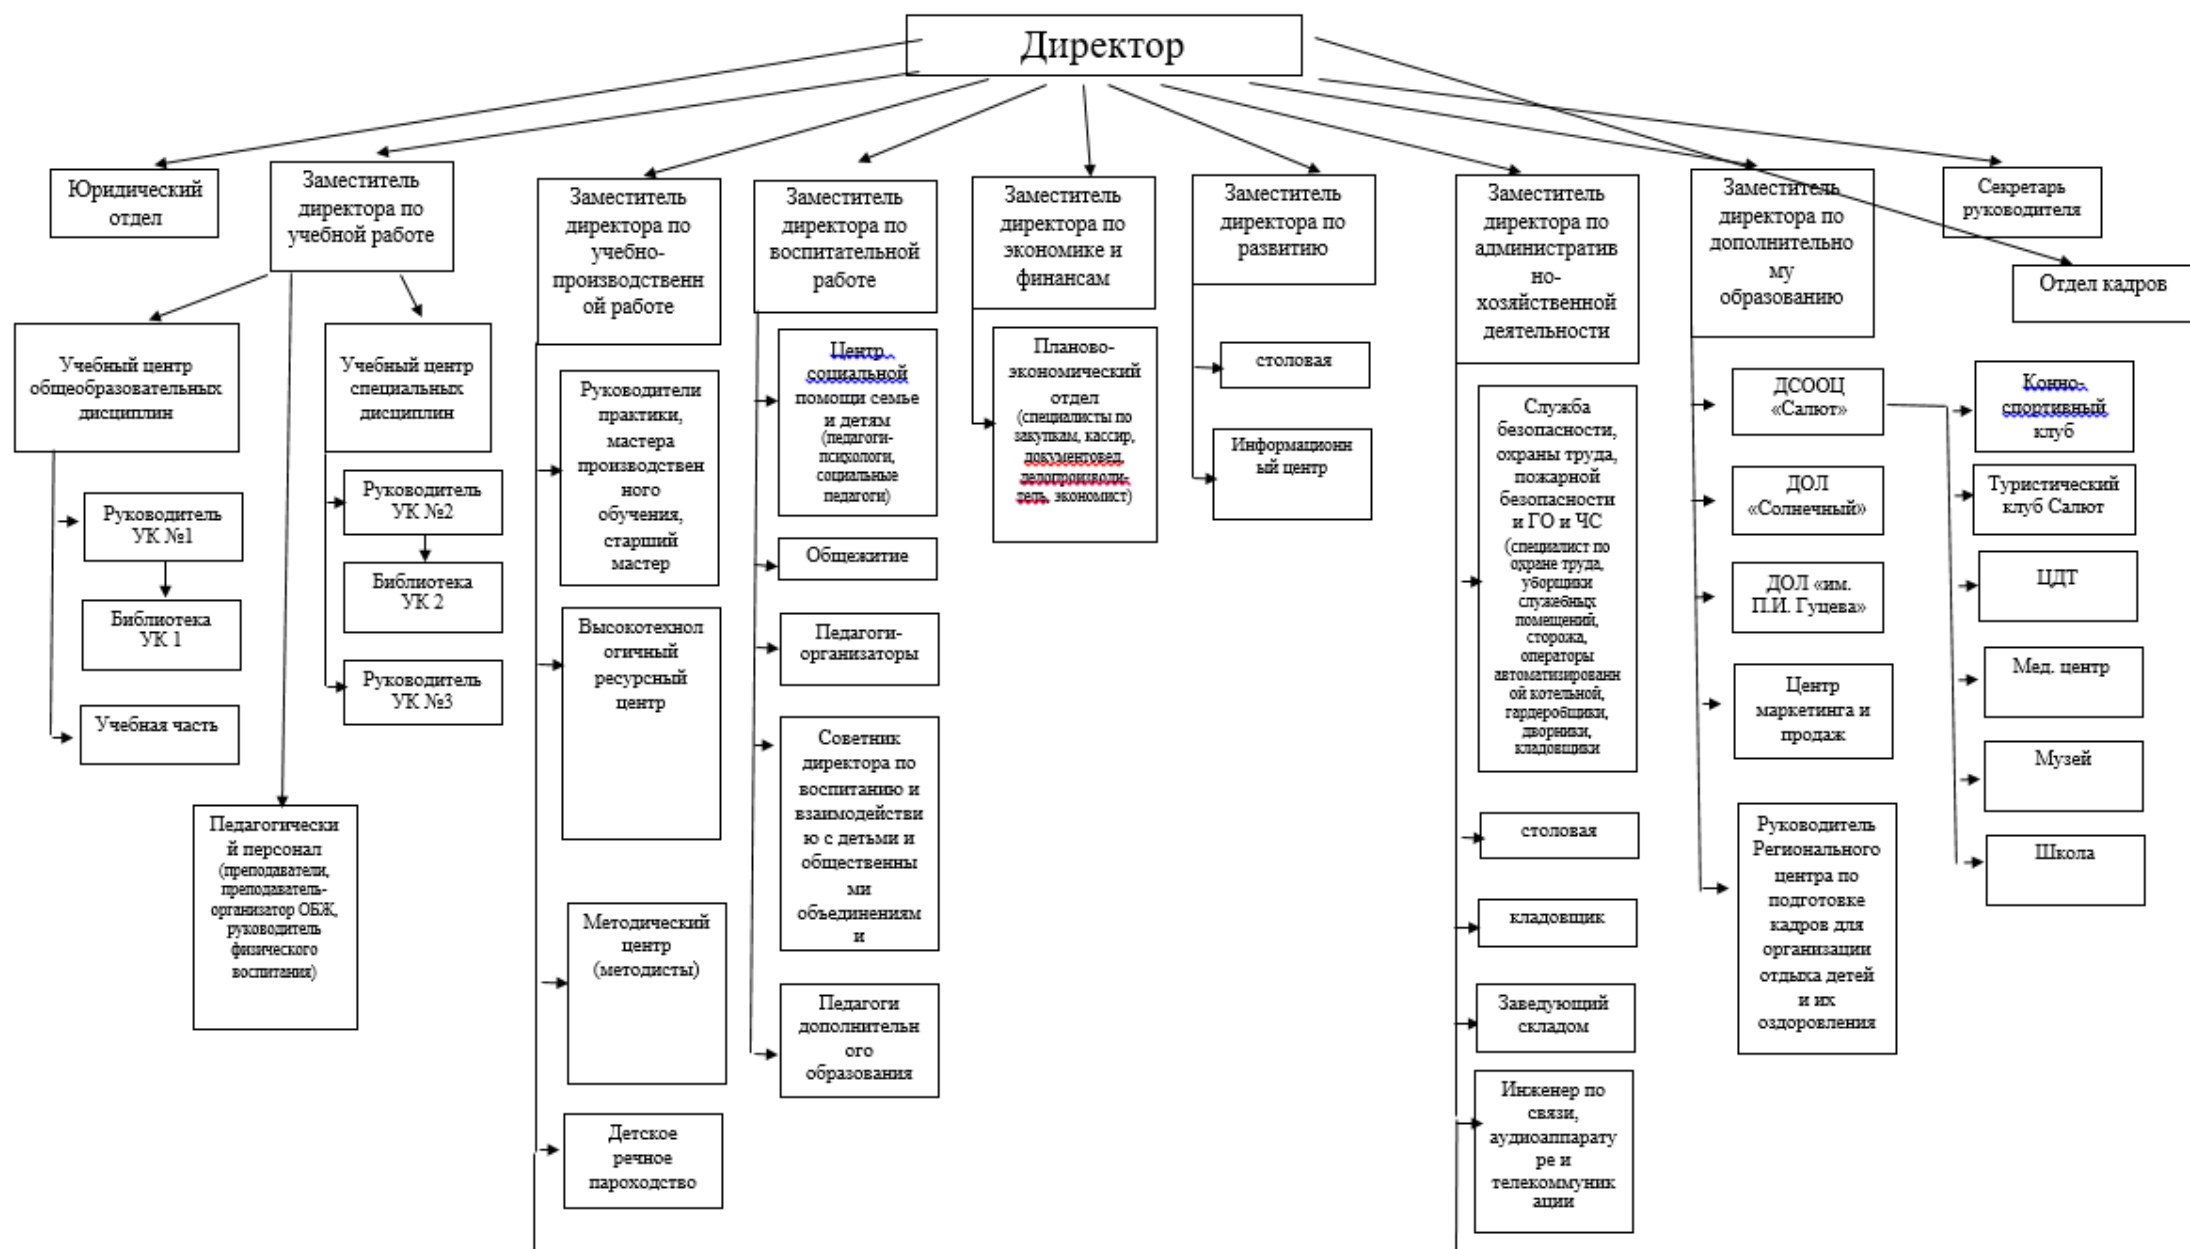 Директор
Юридический
отдел
Заместитель
директора по
учебной работе
Заместитель
директора по
учебно-
производственн
ой работе
Заместитель
директора по
воспитательной
работе
Заместитель
директора по
экономике и
финансам
Заместитель
директора по
развитию
Заместитель
директора по
административ
но-
хозяйственной
деятельности
Заместитель
директора по
дополнительно
му
образованию
Секретарь
руководителя
Отдел кадров
Учебный центр
общеобразовательных
дисциплин
Учебный центр
специальных
дисциплин
Руководитель
УК №1
Библиотека
УК 1
Учебная часть
Руководитель
УК №2
Библиотека
УК 2
Руководитель
УК №3
Педагогически
й персонал
(преподаватели,
преподаватель-
организатор ОБЖ,
руководитель
физического
воспитания)
Руководители
практики,
мастера
производствен
ного
обучения,
старший
мастер
Высокотехнол
огичный
ресурсный
центр
Методический
центр
(методисты)
Детское
речное
пароходство
Центр
социальной
помощи семье
и детям
(педагоги-
психологи,
социальные
педагоги)
Общежитие
Педагоги-
организаторы
Советник
директора по
воспитанию и
взаимодействи
ю с детьми и
общественны
ми
объединениям
и
Педагоги
дополнительн
ого
образования
Планово-
экономический
отдел
(специалисты по
закупкам, кассир,
документовед,
делопроизводи-
тель, экономист)
столовая
Информационн
ый центр
Служба
безопасности,
охраны труда,
пожарной
безопасности
и ГО и ЧС
(специалист по
охране труда,
уборщики
служебных
помещений,
сторожа,
операторы
автоматизированн
ой котельной,
гардеробщики,
дворники,
кладовщики
столовая
кладовщик
Заведующий
складом
Инженер по
связи,
аудиоаппарату
ре и
телекоммуник
ации
ДСООЦ
«Салют»
ДОЛ
«Солнечный»
ДОЛ «им.
П.И. Гуцева»
Центр
маркетинга и
продаж
Руководитель
Регионального
центра по
подготовке
кадров для
организации
отдыха детей
и их
оздоровления
Конно-
спортивный
клуб
Туристический
клуб Салют
ЦДТ
Мед. центр
Музей
Школа